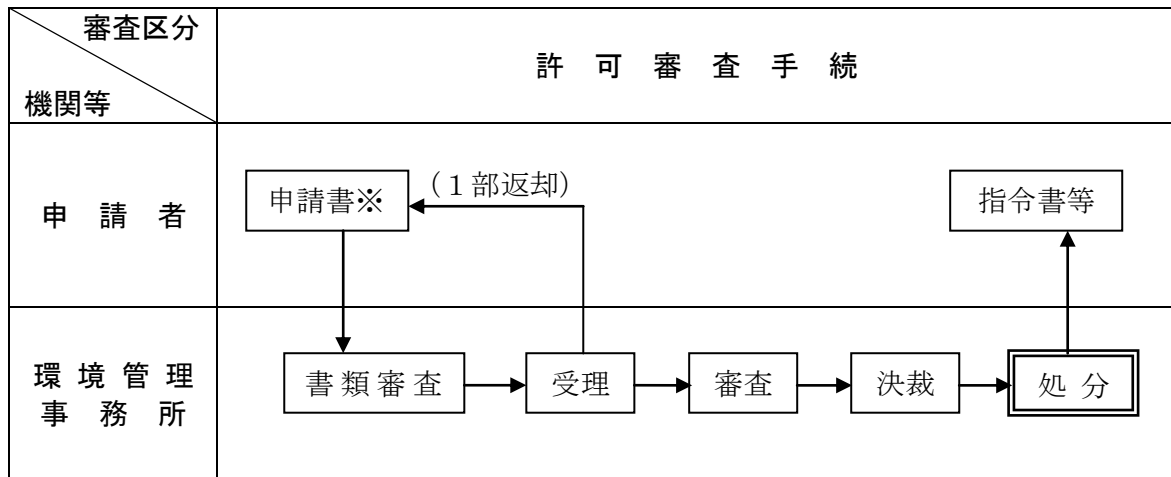 審査区分
機関等
許 可 審 査 手 続
申 請 者
申請書※
（１部返却）
指令書等
環 境 管 理
事 務 所
書 類 審 査
受理
審査
決裁
処 分